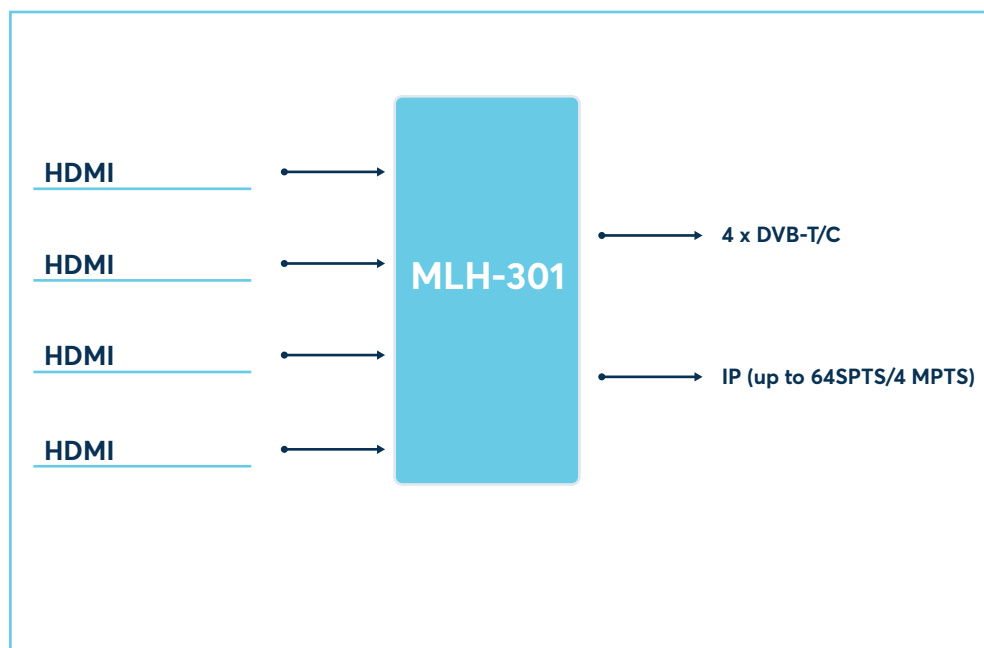 HDMI
HDMI
HDMI
HDMI
MLH-301
4 x DVB-T/C
IP (up to 64SPTS/4 MPTS)